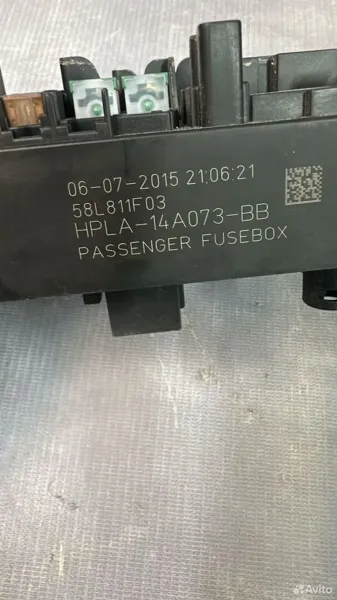 06-07-2015 21:06:21
58L811F03
HPLA-14A073-BB
PASSENGER FUSEBOX
Avito